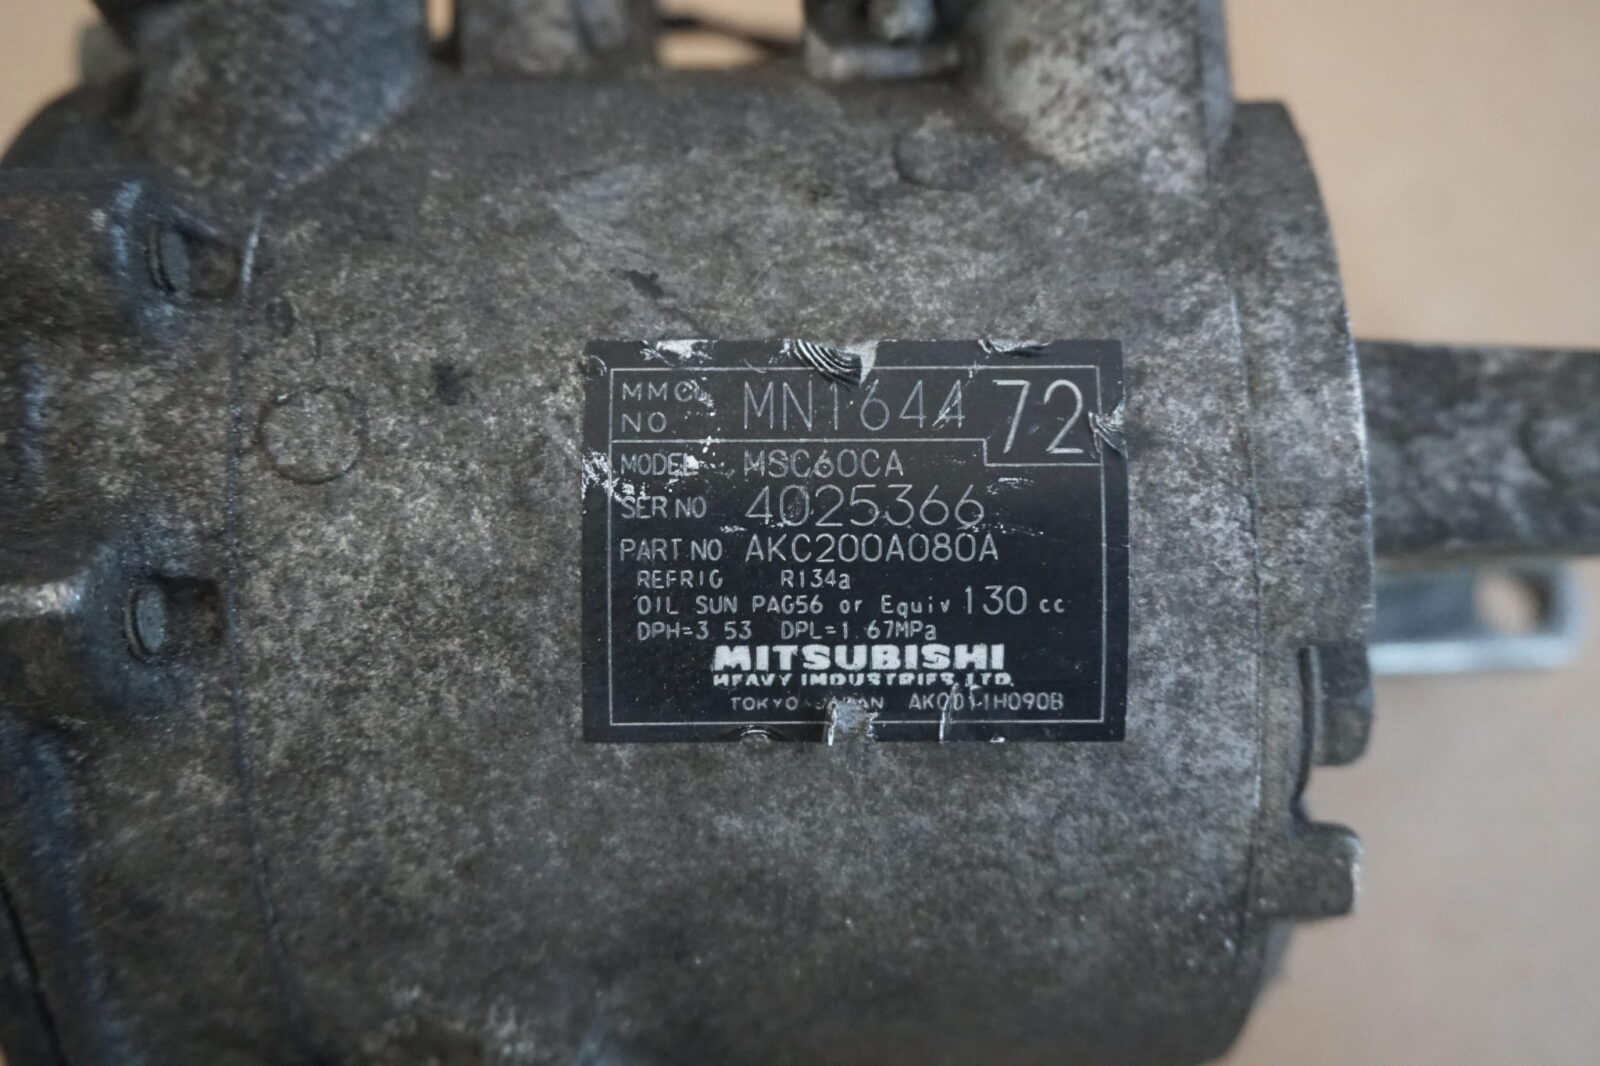 MMC NO. MN164472
MODEL MSC60CA
SER NO 4025366
PART NO AKC200A080A
REFRIG R134a
OIL SUN PAG56 or Equiv 130 cc
DPH=3.53 DPL=1.67MPa
MITSUBISHI
HEAVY INDUSTRIES, LTD.
TOKYO JAPAN AKC011H090B